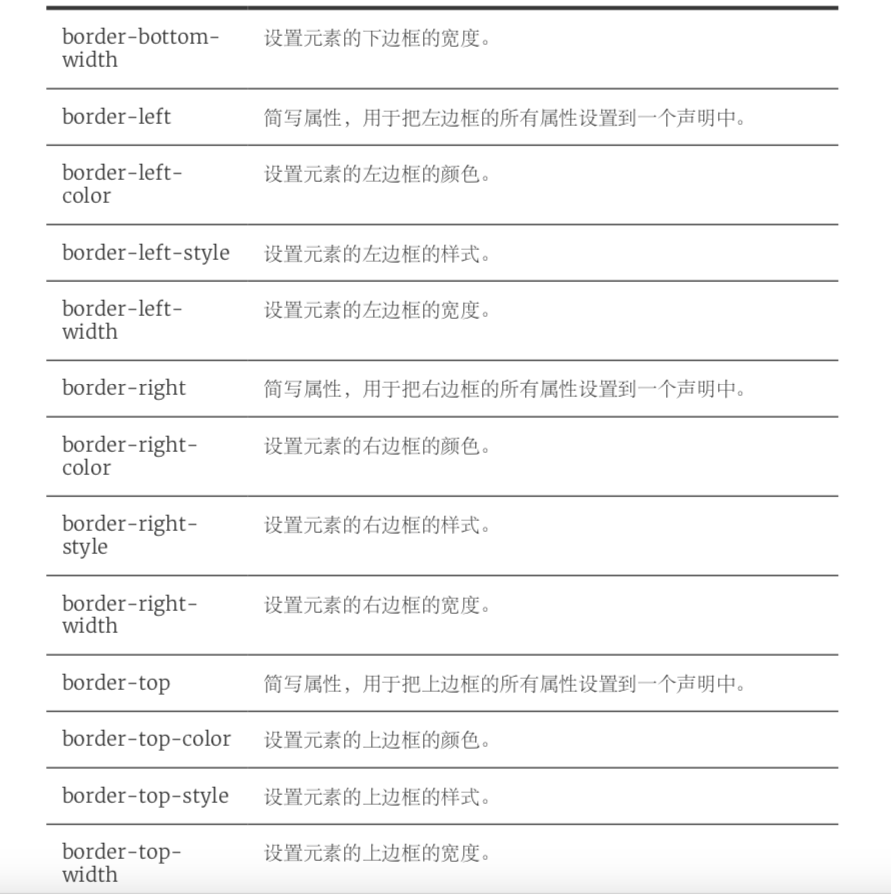 border-bottom- 设置元素的下边框的宽度。
width
border-left 简写属性，用于把左边框的所有属性设置到一个声明中。
border-left- 设置元素的左边框的颜色。
color
border-left-style 设置元素的左边框的样式。
border-left- 设置元素的左边框的宽度。
width
border-right 简写属性，用于把右边框的所有属性设置到一个声明中。
border-right- 设置元素的右边框的颜色。
color
border-right- 设置元素的右边框的样式。
style
border-right- 设置元素的右边框的宽度。
width
border-top 简写属性，用于把上边框的所有属性设置到一个声明中。
border-top-color 设置元素的上边框的颜色。
border-top-style 设置元素的上边框的样式。
border-top- 设置元素的上边框的宽度。
width